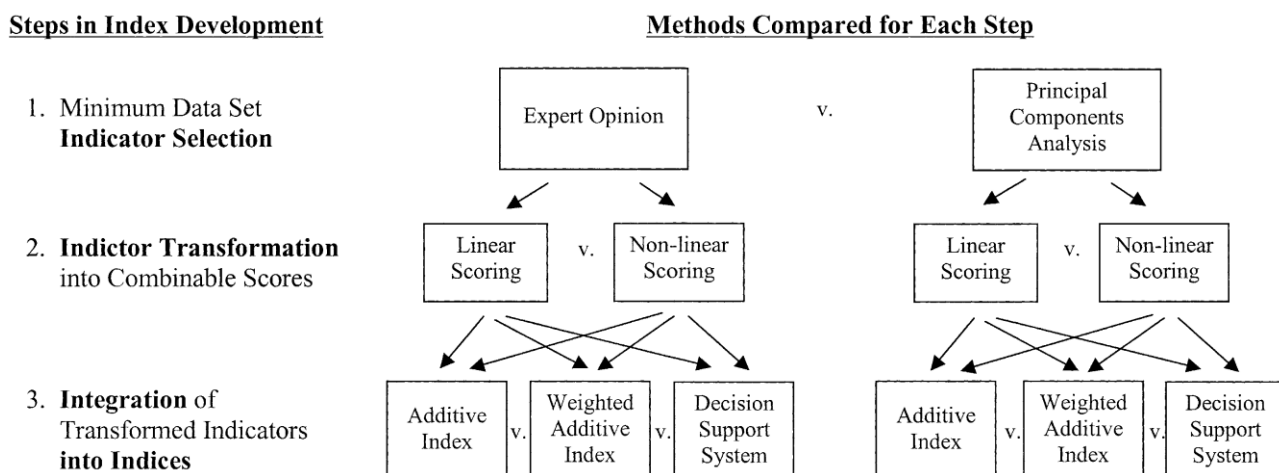 Steps in Index Development
Methods Compared for Each Step
1. Minimum Data Set
Indicator Selection
Expert Opinion
v.
Principal
Components
Analysis
2. Indictor Transformation
into Combinable Scores
Linear
Scoring
v.
Non-linear
Scoring
Linear
Scoring
v.
Non-linear
Scoring
3. Integration of
Transformed Indicators
into Indices
Additive
Index
v.
Weighted
Additive
Index
v.
Decision
Support
System
Additive
Index
v.
Weighted
Additive
Index
v.
Decision
Support
System